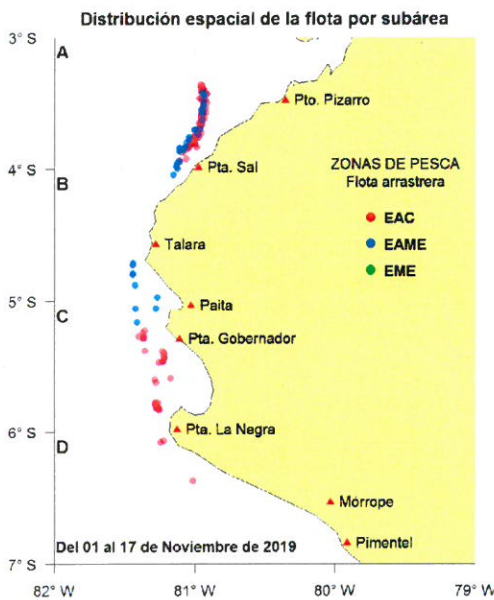 Distribución espacial de la flota por subárea
3° S
A
Pto. Pizarro
4° S
Pta. Sal
B
ZONAS DE PESCA
Flota arrastrera
EAC
EAME
EME
Talara
5° S
Paita
C
Pta. Gobernador
6° S
Pta. La Negra
D
Mórrope
Pimentel
Del 01 al 17 de Noviembre de 2019
7° S
82° W
81° W
80° W
79° W